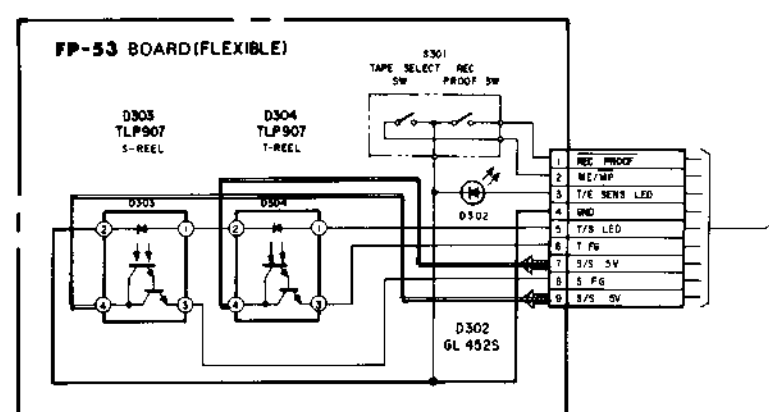 FP-53 BOARD(FLEXIBLE)
S301
TAPE SELECT REC
SW PROOF SW
D303
TLP907
S-REEL
D304
TLP907
T-REEL
D303
D304
2
1
4
3
2
1
4
3
D302
D302
GL 452S
1 REC PROOF
2 ME/MP
3 T/E SENS LED
4 GND
5 T/S LED
6 T FG
7 S/S 5V
8 S FG
9 S/S 5V